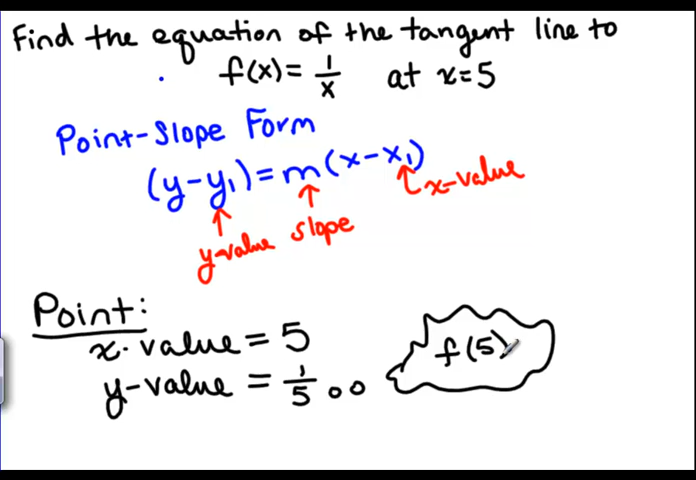 Find the equation of the tangent line to
f(x) = 1/x at x=5
Point-Slope Form
(y-y₁) = m(x-x₁)
x-value
y-value slope
Point:
x-value = 5
y-value = 1/5
f(5)